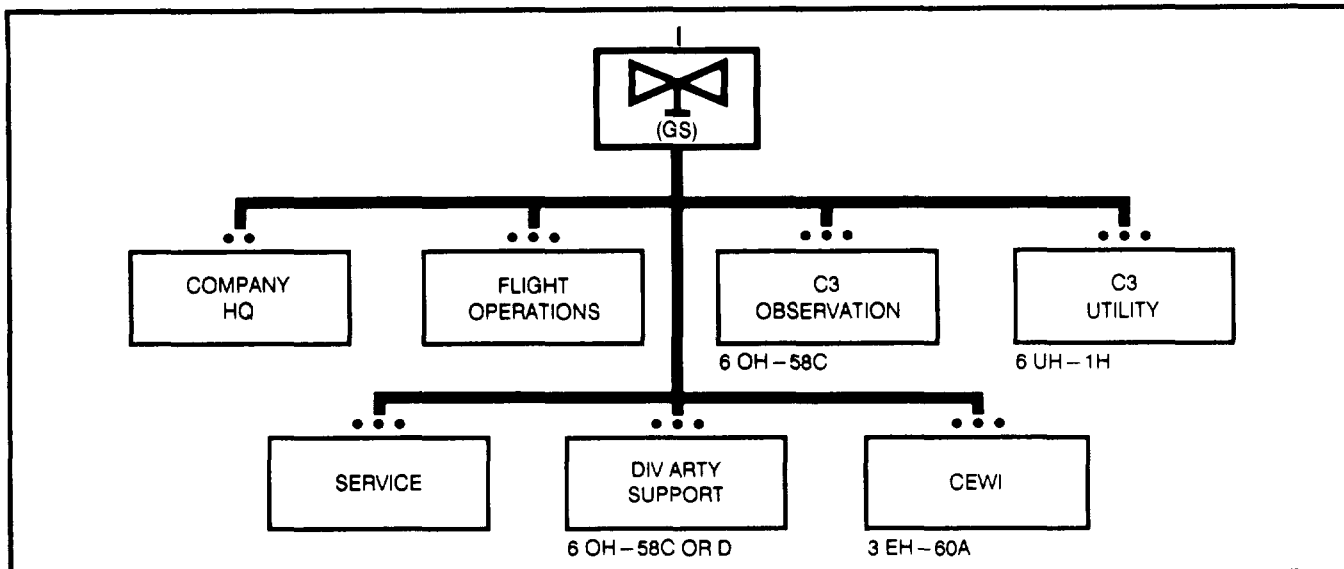 (GS)
COMPANY
HQ
FLIGHT
OPERATIONS
C3
OBSERVATION
C3
UTILITY
6 OH – 58C
6 UH – 1H
SERVICE
DIV ARTY
SUPPORT
CEWI
6 OH – 58C OR D
3 EH – 60A